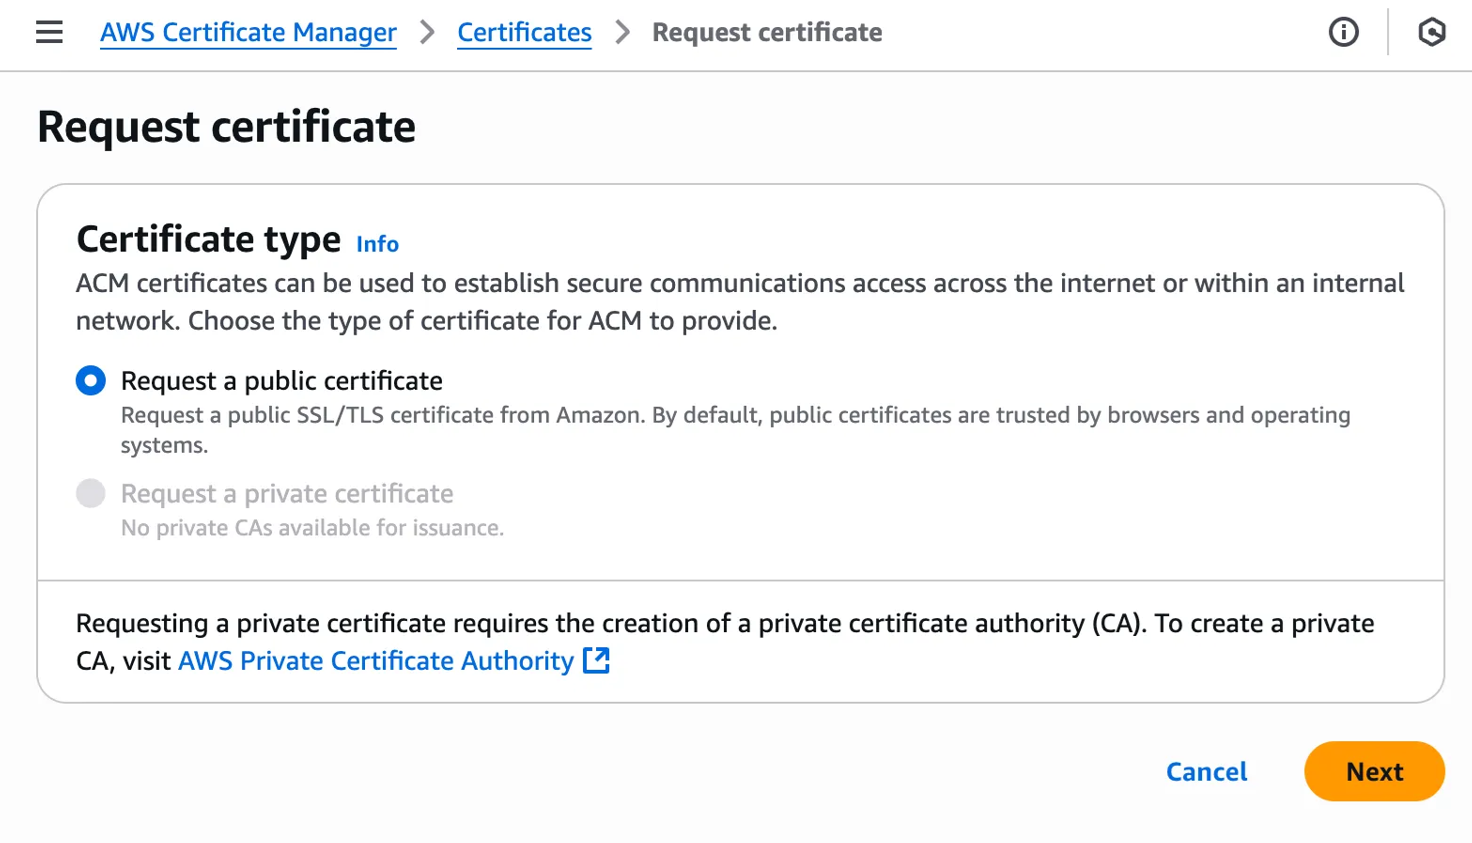 AWS Certificate Manager > Certificates > Request certificate
Request certificate
Certificate type Info
ACM certificates can be used to establish secure communications access across the internet or within an internal
network. Choose the type of certificate for ACM to provide.
Request a public certificate
Request a public SSL/TLS certificate from Amazon. By default, public certificates are trusted by browsers and operating
systems.
Request a private certificate
No private CAs available for issuance.
Requesting a private certificate requires the creation of a private certificate authority (CA). To create a private
CA, visit AWS Private Certificate Authority
Cancel Next